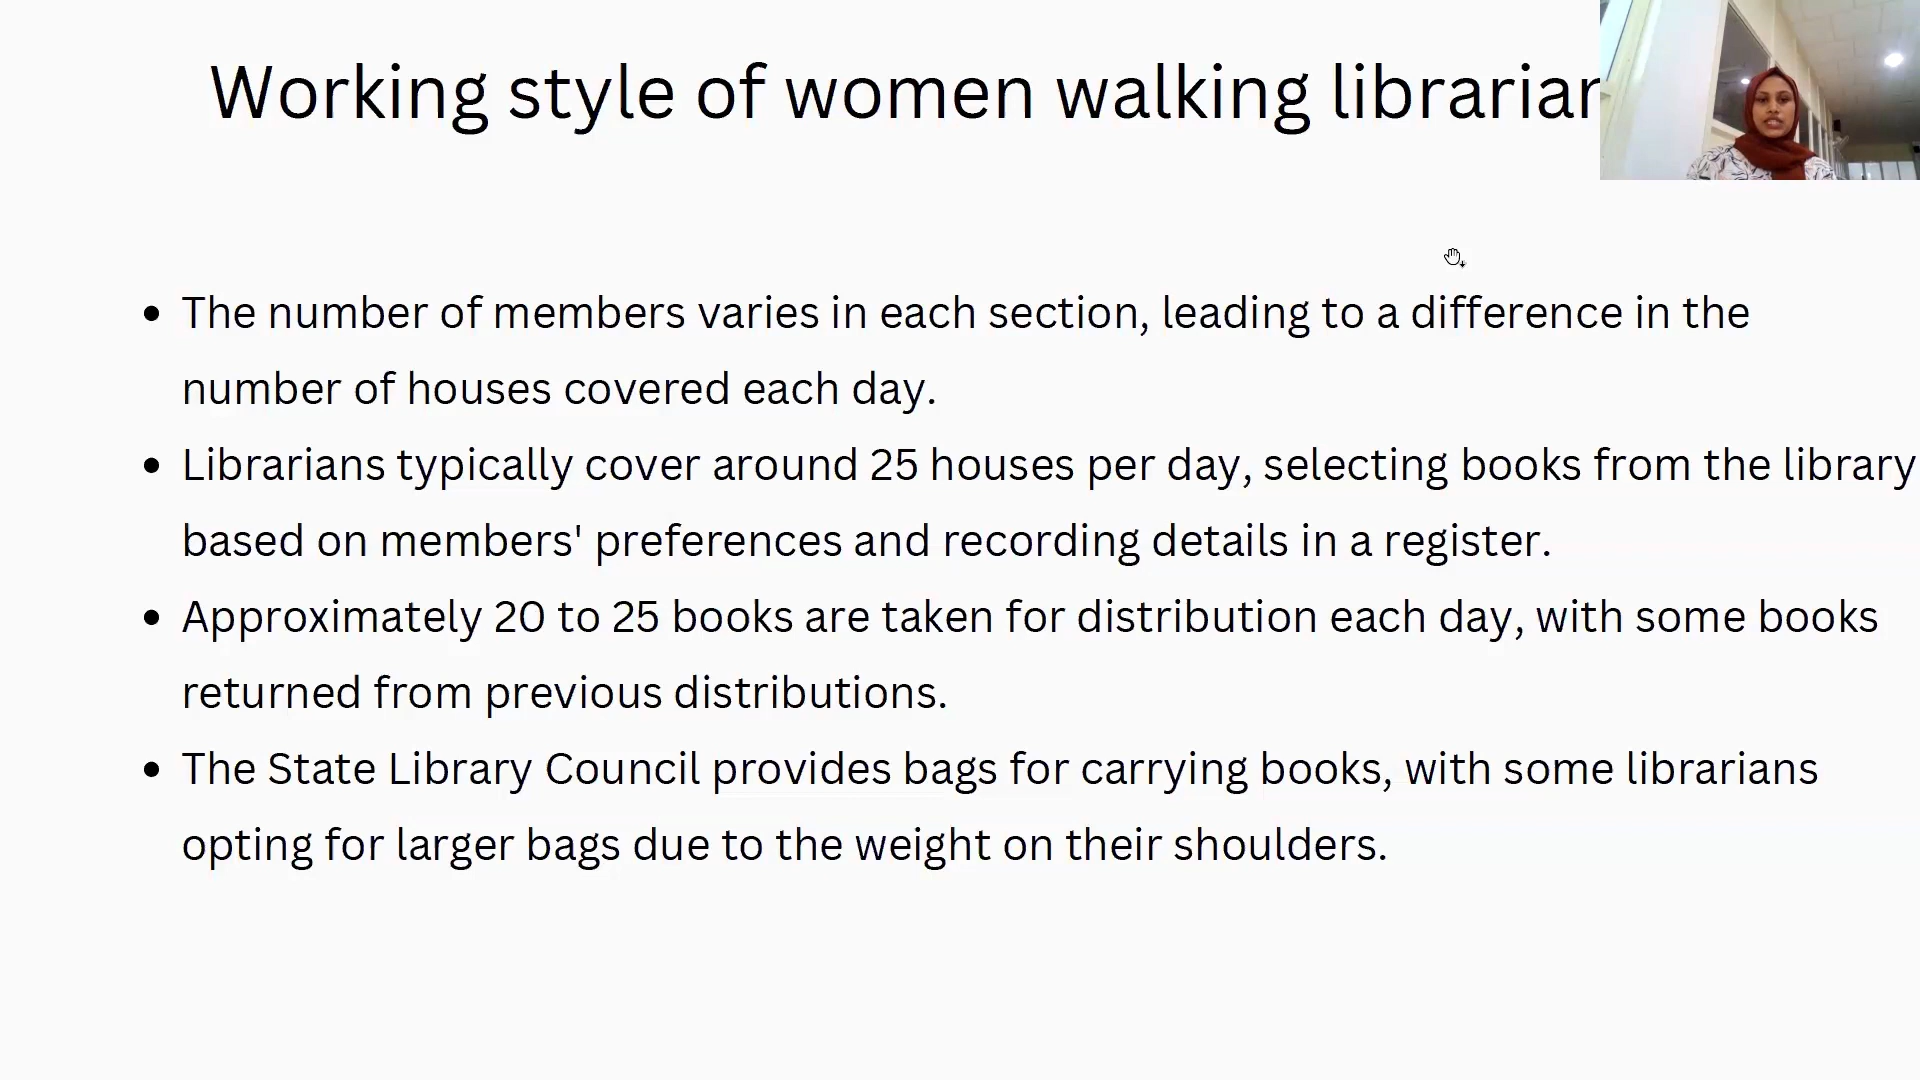 Working style of women walking librarian
• The number of members varies in each section, leading to a difference in the
number of houses covered each day.
• Librarians typically cover around 25 houses per day, selecting books from the library
based on members' preferences and recording details in a register.
• Approximately 20 to 25 books are taken for distribution each day, with some books
returned from previous distributions.
• The State Library Council provides bags for carrying books, with some librarians
opting for larger bags due to the weight on their shoulders.